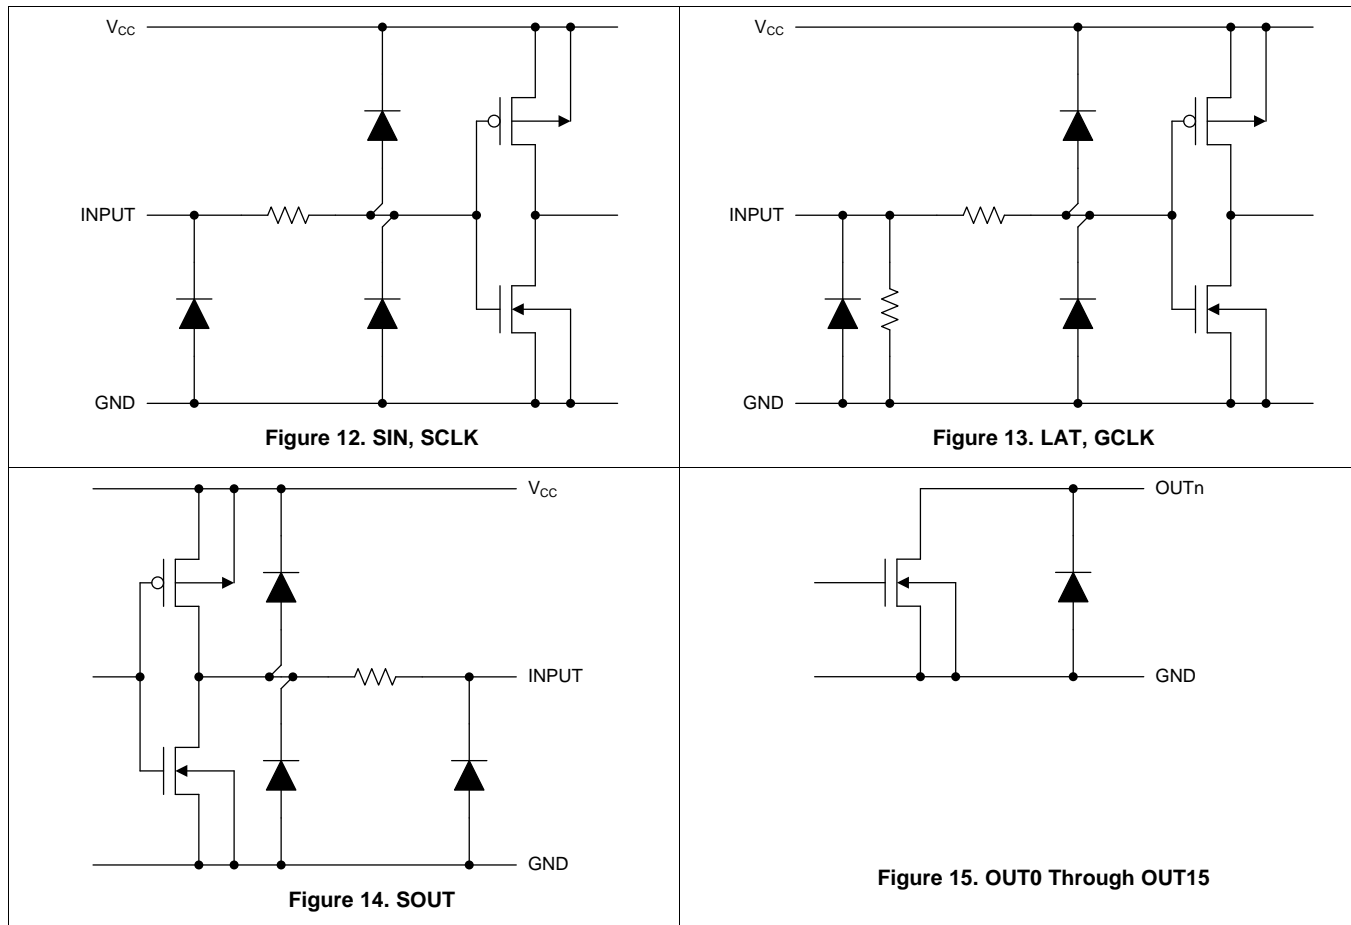 VCC
INPUT
GND
Figure 12. SIN, SCLK
VCC
INPUT
GND
Figure 13. LAT, GCLK
VCC
INPUT
GND
Figure 14. SOUT
OUTn
GND
Figure 15. OUT0 Through OUT15